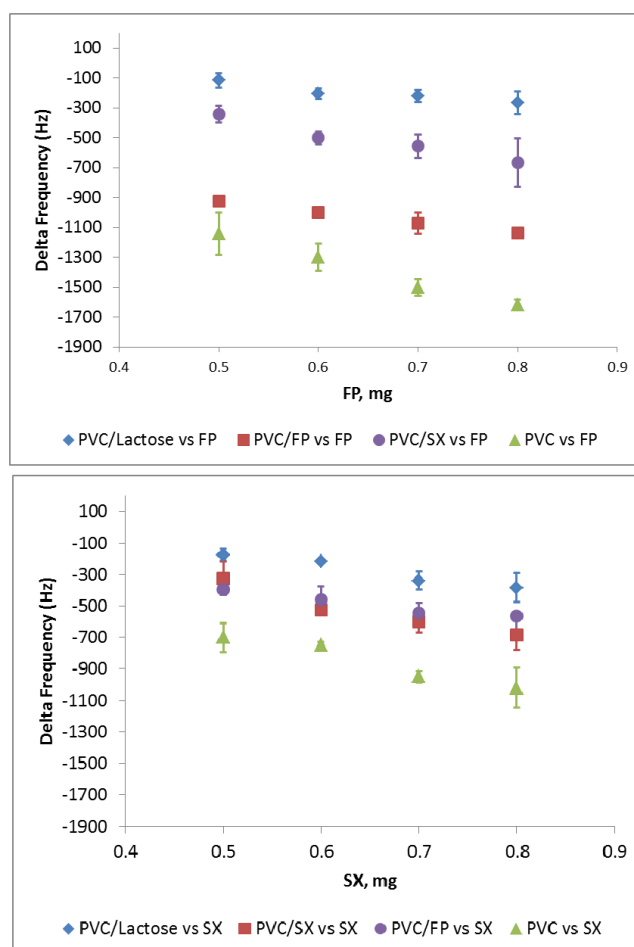 100
-100
-300
-500
-700
-900
-1100
-1300
-1500
-1700
-1900
Delta Frequency (Hz)
0.4 0.5 0.6 0.7 0.8 0.9
FP, mg
PVC/Lactose vs FP PVC/FP vs FP PVC/SX vs FP PVC vs FP
100
-100
-300
-500
-700
-900
-1100
-1300
-1500
-1700
-1900
Delta Frequency (Hz)
0.4 0.5 0.6 0.7 0.8 0.9
SX, mg
PVC/Lactose vs SX PVC/SX vs SX PVC/FP vs SX PVC vs SX